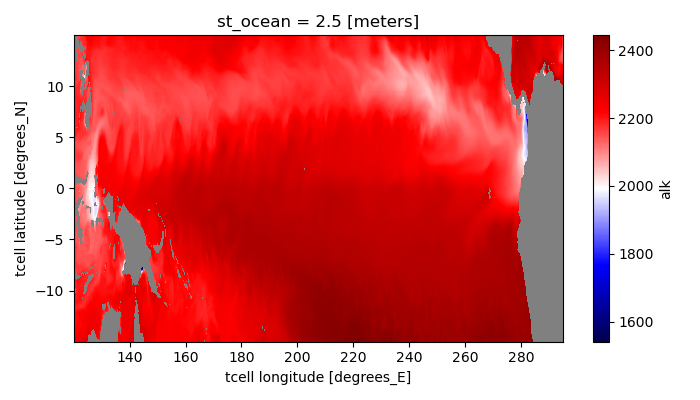 st_ocean = 2.5 [meters]
tcell latitude [degrees_N]
10
5
0
−5
−10
140 160 180 200 220 240 260 280
tcell longitude [degrees_E]
2400
2200
2000
1800
1600
alk